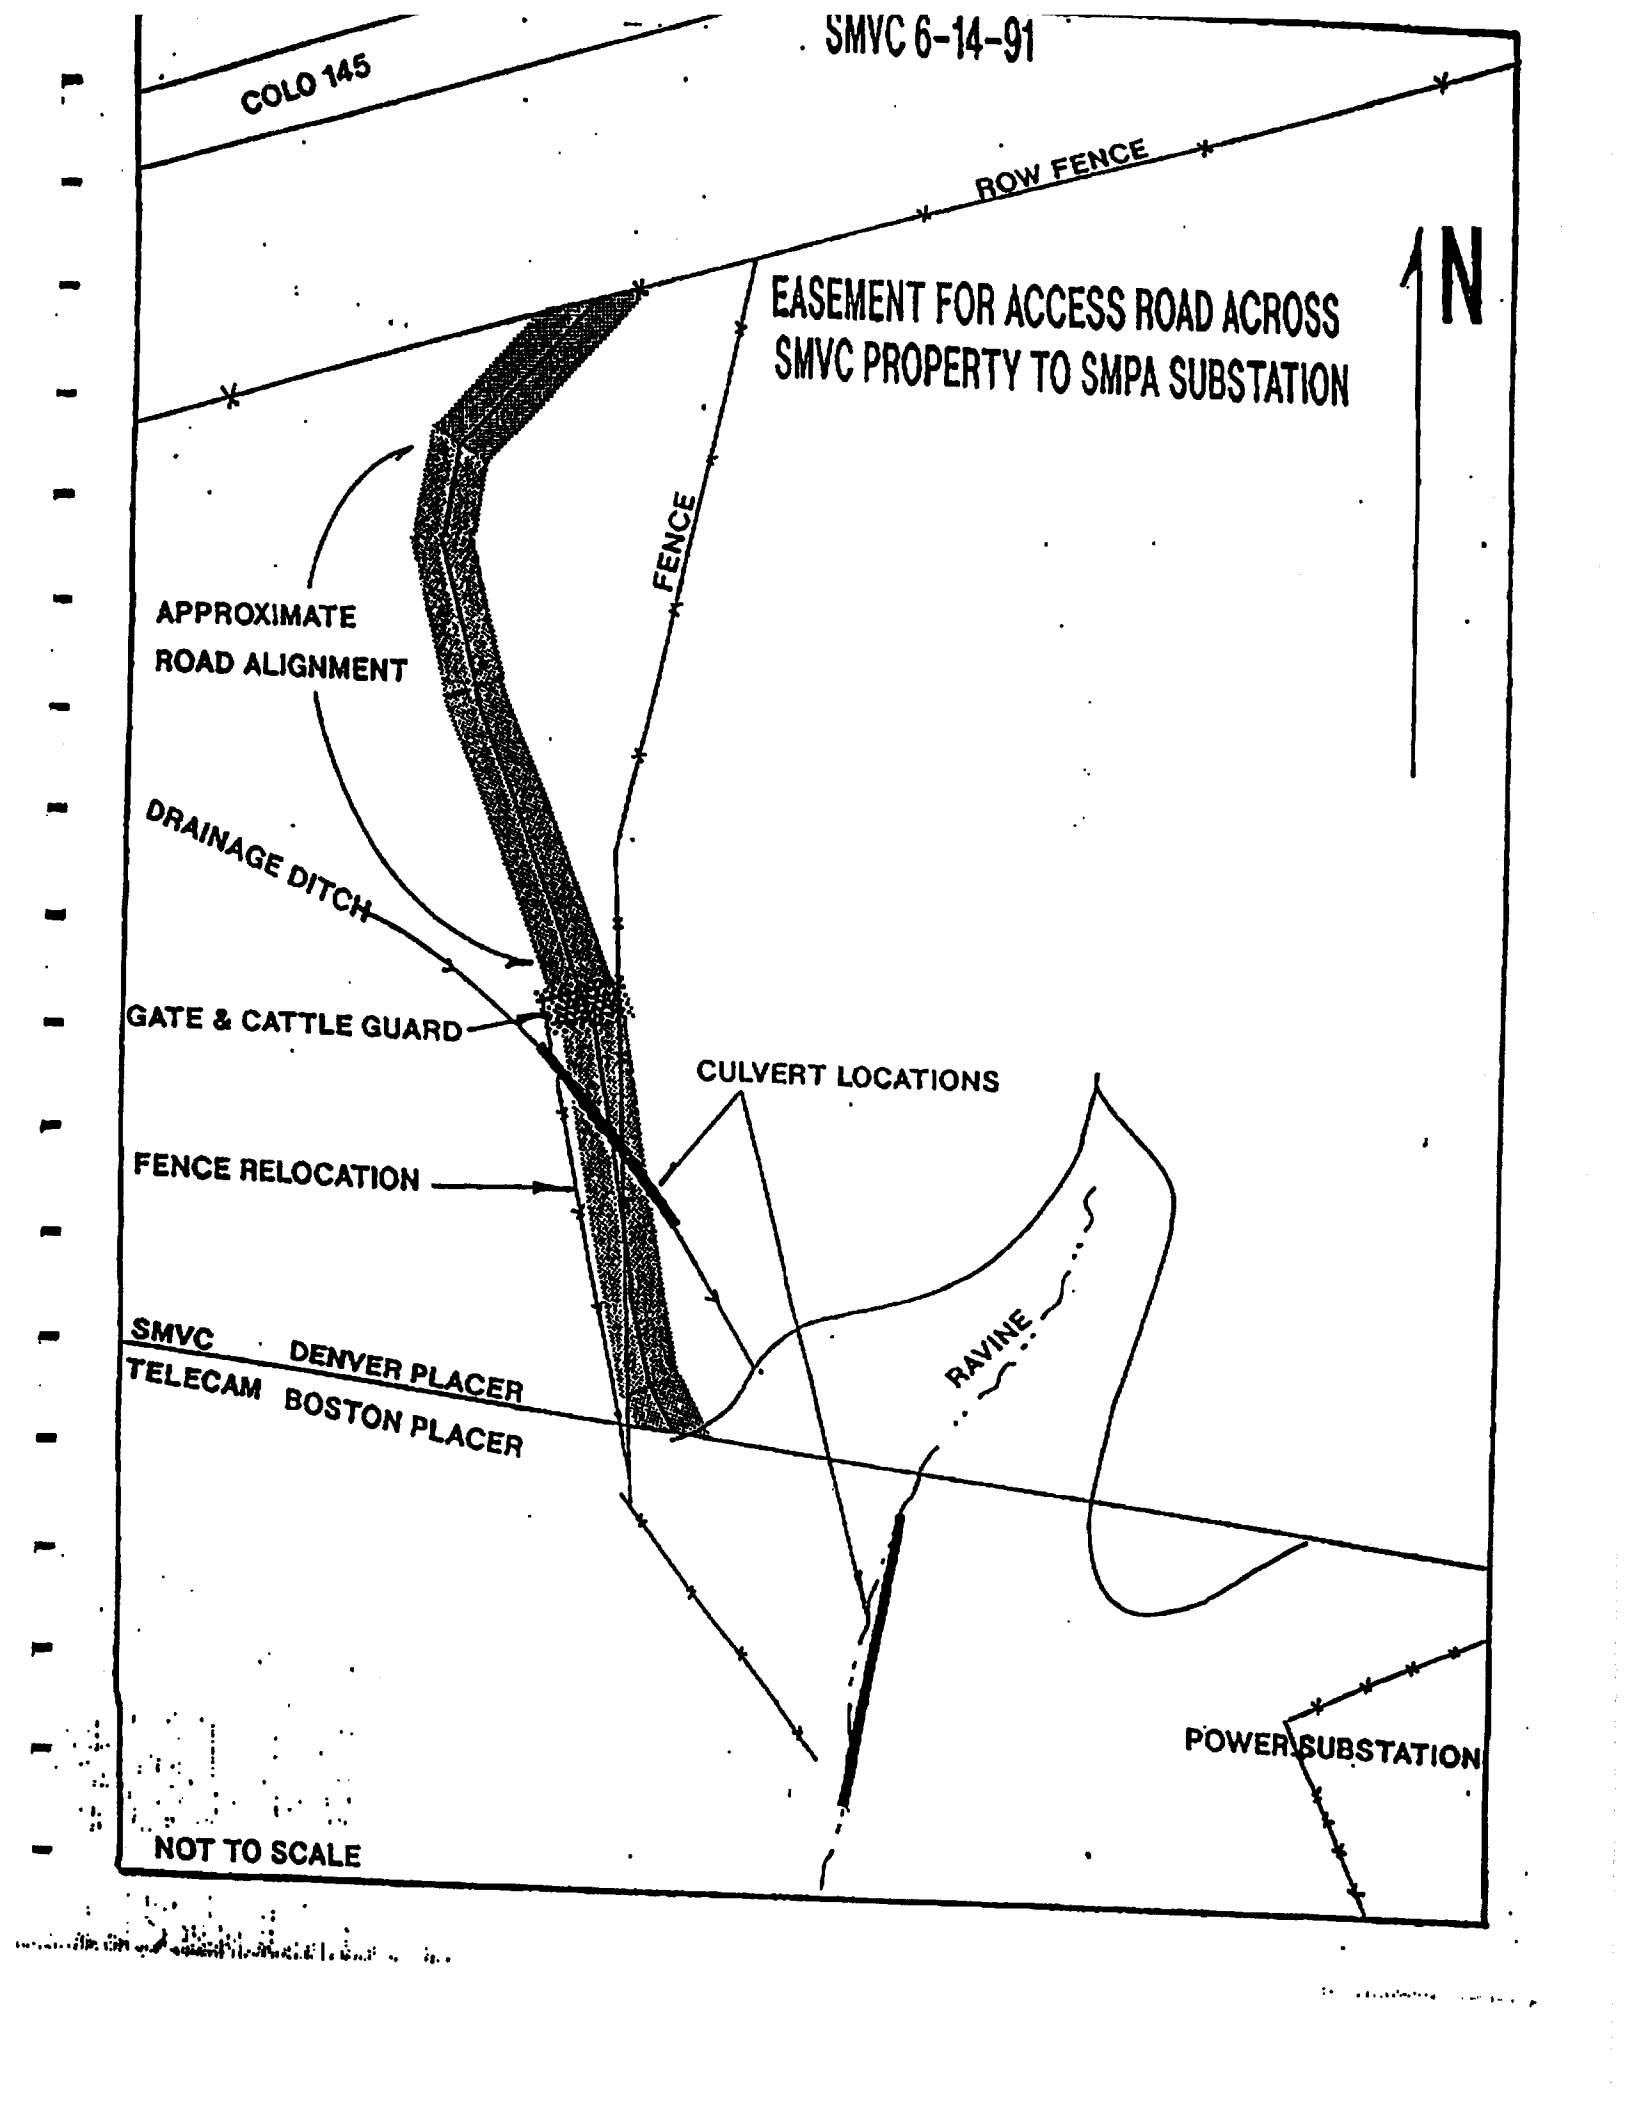 SMVC 6-14-91
COLO 145
ROW FENCE
N
EASEMENT FOR ACCESS ROAD ACROSS
SMVC PROPERTY TO SMPA SUBSTATION
FENCE
APPROXIMATE
ROAD ALIGNMENT
DRAINAGE DITCH
GATE & CATTLE GUARD
CULVERT LOCATIONS
FENCE RELOCATION
RAVINE
SMVC DENVER PLACER
TELECAM BOSTON PLACER
POWER SUBSTATION
NOT TO SCALE